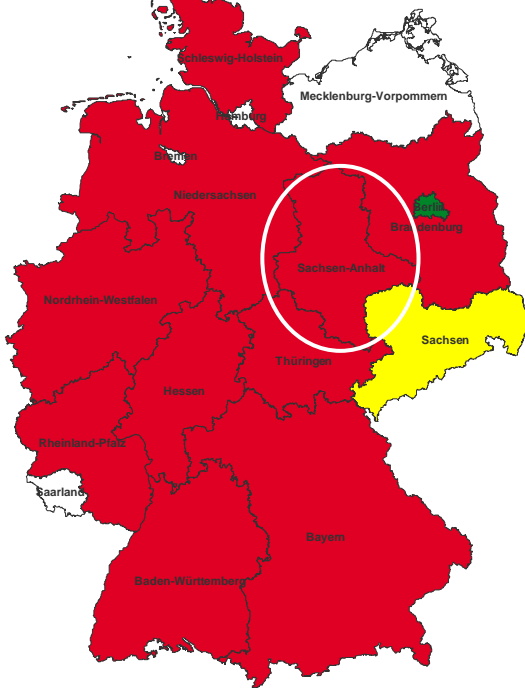 Schleswig-Holstein
Mecklenburg-Vorpommern
Hamburg
Bremen
Niedersachsen
Berlin
Brandenburg
Sachsen-Anhalt
Nordrhein-Westfalen
Sachsen
Thüringen
Hessen
Rheinland-Pfalz
Saarland
Bayern
Baden-Württemberg